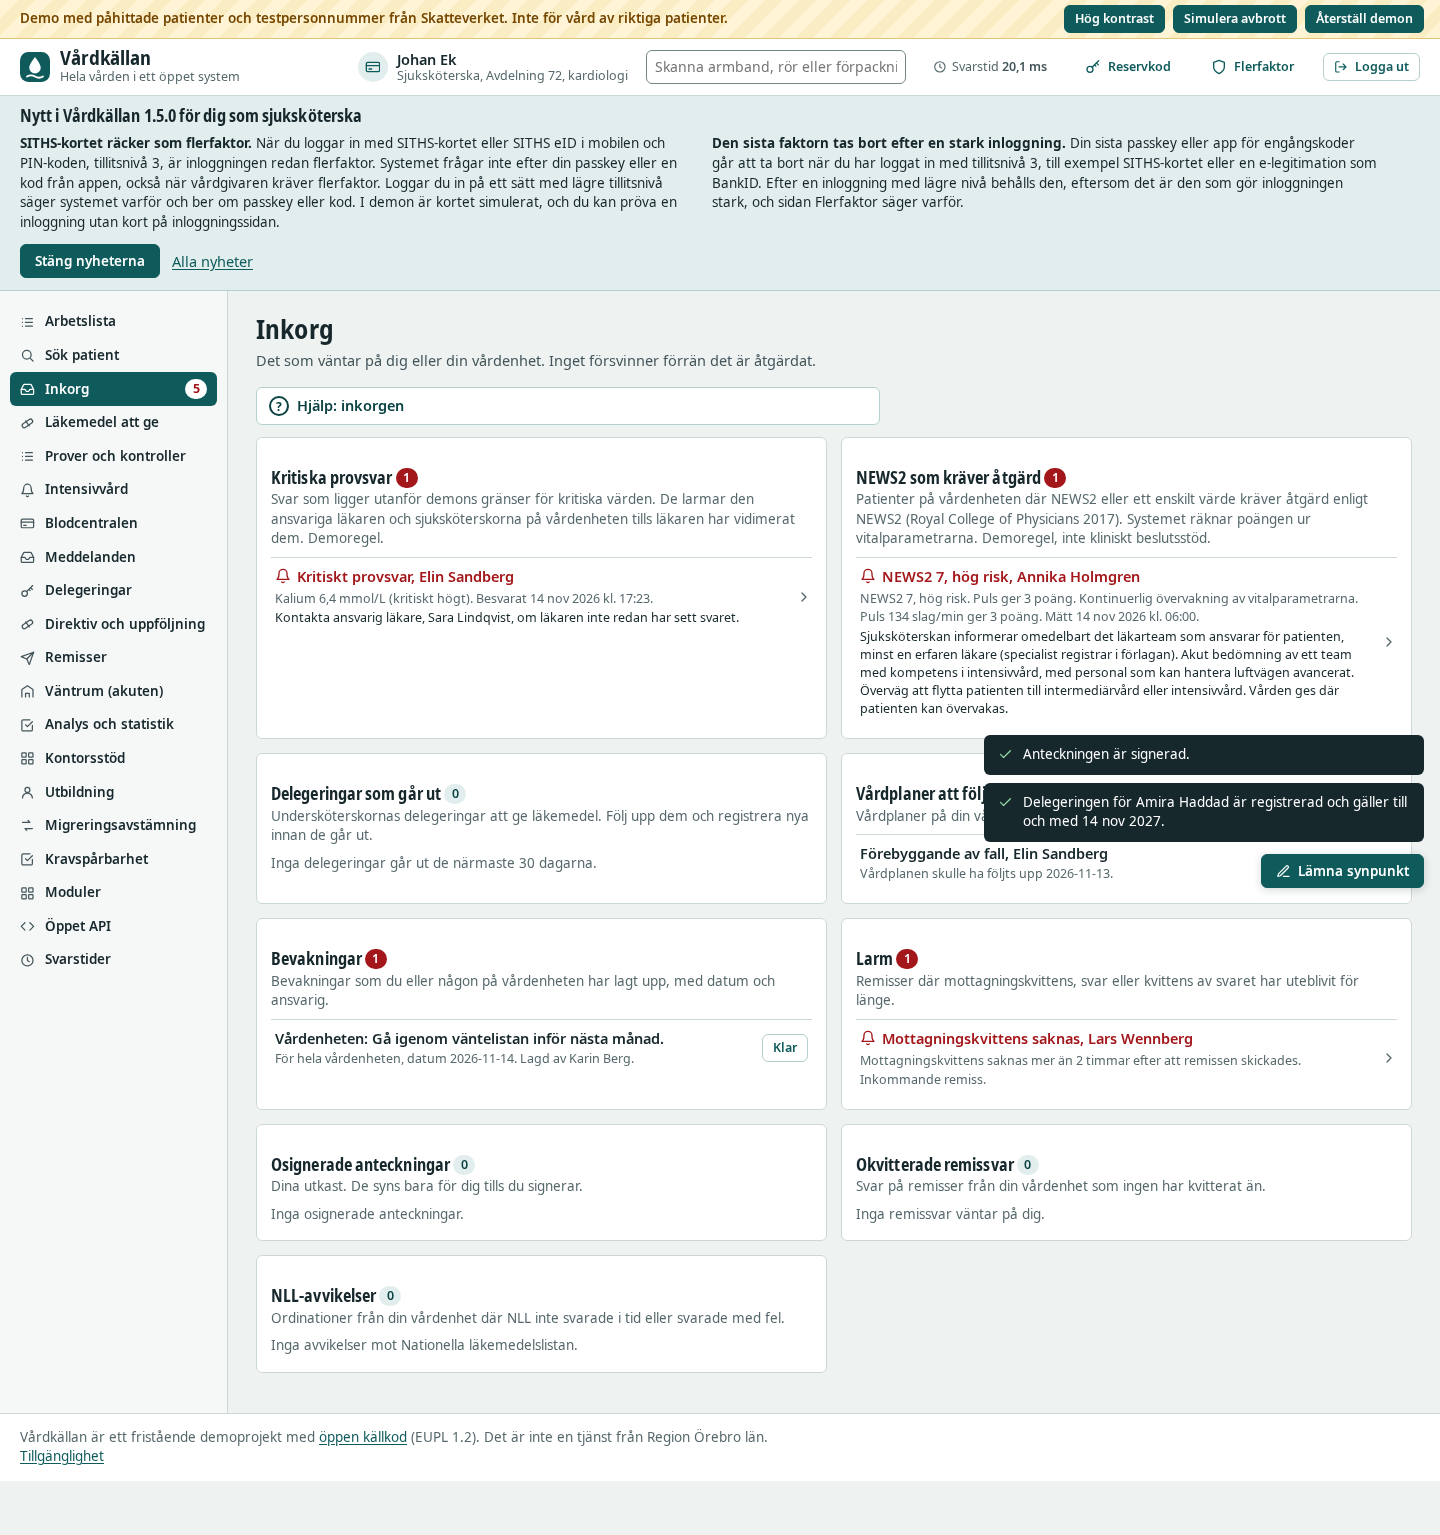 Demo med påhittade patienter och testpersonnummer från Skatteverket. Inte för vård av riktiga patienter.
Hög kontrast
Simulera avbrott
Återställ demon
Vårdkällan
Hela vården i ett öppet system
Johan Ek
Sjuksköterska, Avdelning 72, kardiologi
Skanna armband, rör eller förpackni
Svarstid 20,1 ms
Reservkod
Flerfaktor
Logga ut
Nytt i Vårdkällan 1.5.0 för dig som sjuksköterska
SITHS-kortet räcker som flerfaktor. När du loggar in med SITHS-kortet eller SITHS eID i mobilen och
PIN-koden, tillitsnivå 3, är inloggningen redan flerfaktor. Systemet frågar inte efter din passkey eller en
kod från appen, också när vårdgivaren kräver flerfaktor. Loggar du in på ett sätt med lägre tillitsnivå
säger systemet varför och ber om passkey eller kod. I demon är kortet simulerat, och du kan pröva en
inloggning utan kort på inloggningssidan.
Den sista faktorn tas bort efter en stark inloggning. Din sista passkey eller app för engångskoder
går att ta bort när du har loggat in med tillitsnivå 3, till exempel SITHS-kortet eller en e-legitimation som
BankID. Efter en inloggning med lägre nivå behålls den, eftersom det är den som gör inloggningen
stark, och sidan Flerfaktor säger varför.
Stäng nyheterna
Alla nyheter
Arbetslista
Sök patient
Inkorg 5
Läkemedel att ge
Prover och kontroller
Intensivvård
Blodcentralen
Meddelanden
Delegeringar
Direktiv och uppföljning
Remisser
Väntrum (akuten)
Analys och statistik
Kontorsstöd
Utbildning
Migreringsavstämning
Kravspårbarhet
Moduler
Öppet API
Svarstider
Inkorg
Det som väntar på dig eller din vårdenhet. Inget försvinner förrän det är åtgärdat.
? Hjälp: inkorgen
Kritiska provsvar 1
Svar som ligger utanför demons gränser för kritiska värden. De larmar den
ansvariga läkaren och sjuksköterskorna på vårdenheten tills läkaren har vidimerat
dem. Demoregel.
Kritiskt provsvar, Elin Sandberg
Kalium 6,4 mmol/L (kritiskt högt). Besvarat 14 nov 2026 kl. 17:23.
Kontakta ansvarig läkare, Sara Lindqvist, om läkaren inte redan har sett svaret.
NEWS2 som kräver åtgärd 1
Patienter på vårdenheten där NEWS2 eller ett enskilt värde kräver åtgärd enligt
NEWS2 (Royal College of Physicians 2017). Systemet räknar poängen ur
vitalparametrarna. Demoregel, inte kliniskt beslutsstöd.
NEWS2 7, hög risk, Annika Holmgren
NEWS2 7, hög risk. Puls ger 3 poäng. Kontinuerlig övervakning av vitalparametrarna.
Puls 134 slag/min ger 3 poäng. Mätt 14 nov 2026 kl. 06:00.
Sjuksköterskan informerar omedelbart det läkarteam som ansvarar för patienten,
minst en erfaren läkare (specialist registrar i förlagan). Akut bedömning av ett team
med kompetens i intensivvård, med personal som kan hantera luftvägen avancerat.
Överväg att flytta patienten till intermediärvård eller intensivvård. Vården ges där
patienten kan övervakas.
Delegeringar som går ut 0
Undersköterskornas delegeringar att ge läkemedel. Följ upp dem och registrera nya
innan de går ut.
Inga delegeringar går ut de närmaste 30 dagarna.
Vårdplaner att följ
Vårdplaner på din vå
Förebyggande av fall, Elin Sandberg
Vårdplanen skulle ha följts upp 2026-11-13.
Anteckningen är signerad.
Delegeringen för Amira Haddad är registrerad och gäller till
och med 14 nov 2027.
Lämna synpunkt
Bevakningar 1
Bevakningar som du eller någon på vårdenheten har lagt upp, med datum och
ansvarig.
Vårdenheten: Gå igenom väntelistan inför nästa månad.
För hela vårdenheten, datum 2026-11-14. Lagd av Karin Berg.
Klar
Larm 1
Remisser där mottagningskvittens, svar eller kvittens av svaret har uteblivit för
länge.
Mottagningskvittens saknas, Lars Wennberg
Mottagningskvittens saknas mer än 2 timmar efter att remissen skickades.
Inkommande remiss.
Osignerade anteckningar 0
Dina utkast. De syns bara för dig tills du signerar.
Inga osignerade anteckningar.
Okvitterade remissvar 0
Svar på remisser från din vårdenhet som ingen har kvitterat än.
Inga remissvar väntar på dig.
NLL-avvikelser 0
Ordinationer från din vårdenhet där NLL inte svarade i tid eller svarade med fel.
Inga avvikelser mot Nationella läkemedelslistan.
Vårdkällan är ett fristående demoprojekt med öppen källkod (EUPL 1.2). Det är inte en tjänst från Region Örebro län.
Tillgänglighet